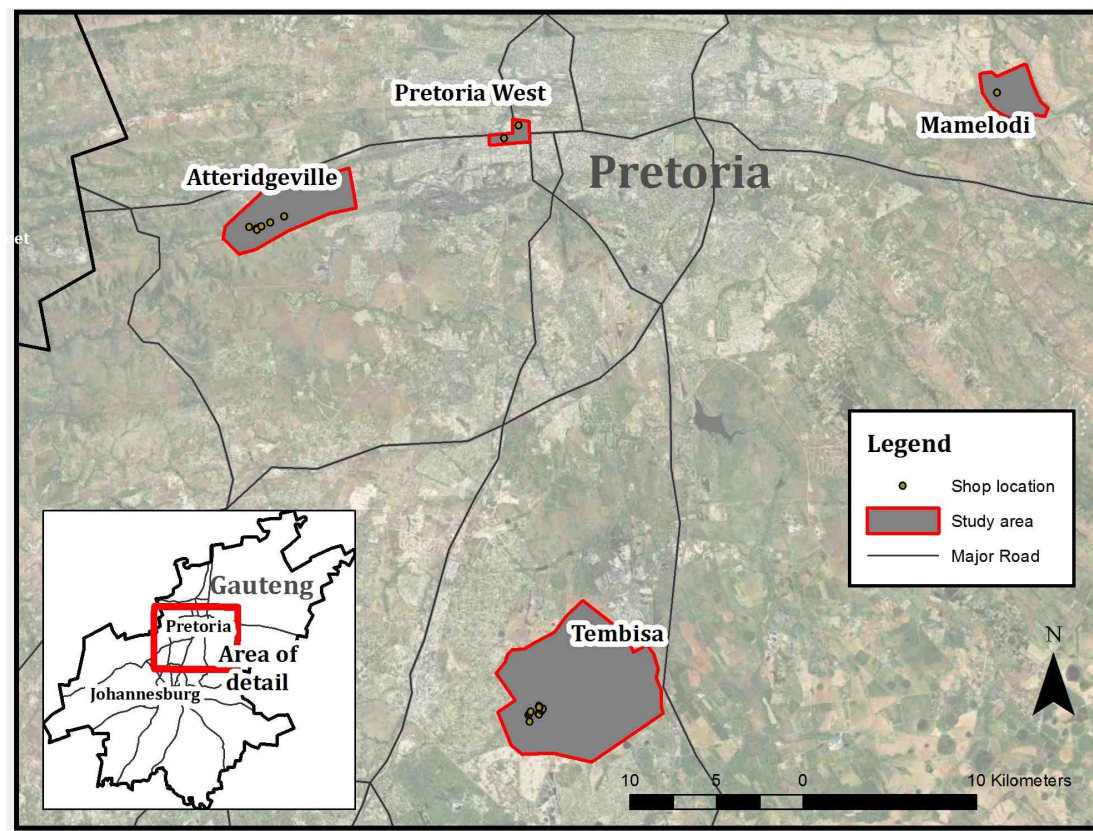 Pretoria West
Mamelodi
Pretoria
Atteridgeville
Legend
Shop location
Study area
Major Road
Gauteng
Pretoria
Area of
detail
Johannesburg
Tembisa
N
10 5 0 10 Kilometers